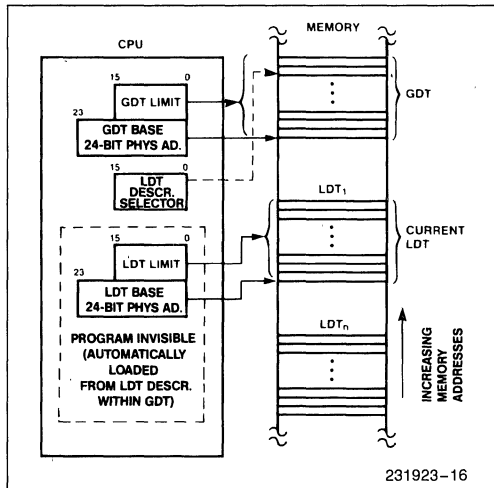 CPU
MEMORY
15
0
GDT LIMIT
23
GDT BASE
24-BIT PHYS AD.
15
0
LDT
DESCR.
SELECTOR
15
0
LDT LIMIT
23
LDT BASE
24-BIT PHYS AD.
PROGRAM INVISIBLE
(AUTOMATICALLY
LOADED
FROM LDT DESCR.
WITHIN GDT)
GDT
LDT1
CURRENT
LDT
LDTn
INCREASING
MEMORY
ADDRESSES
231923-16